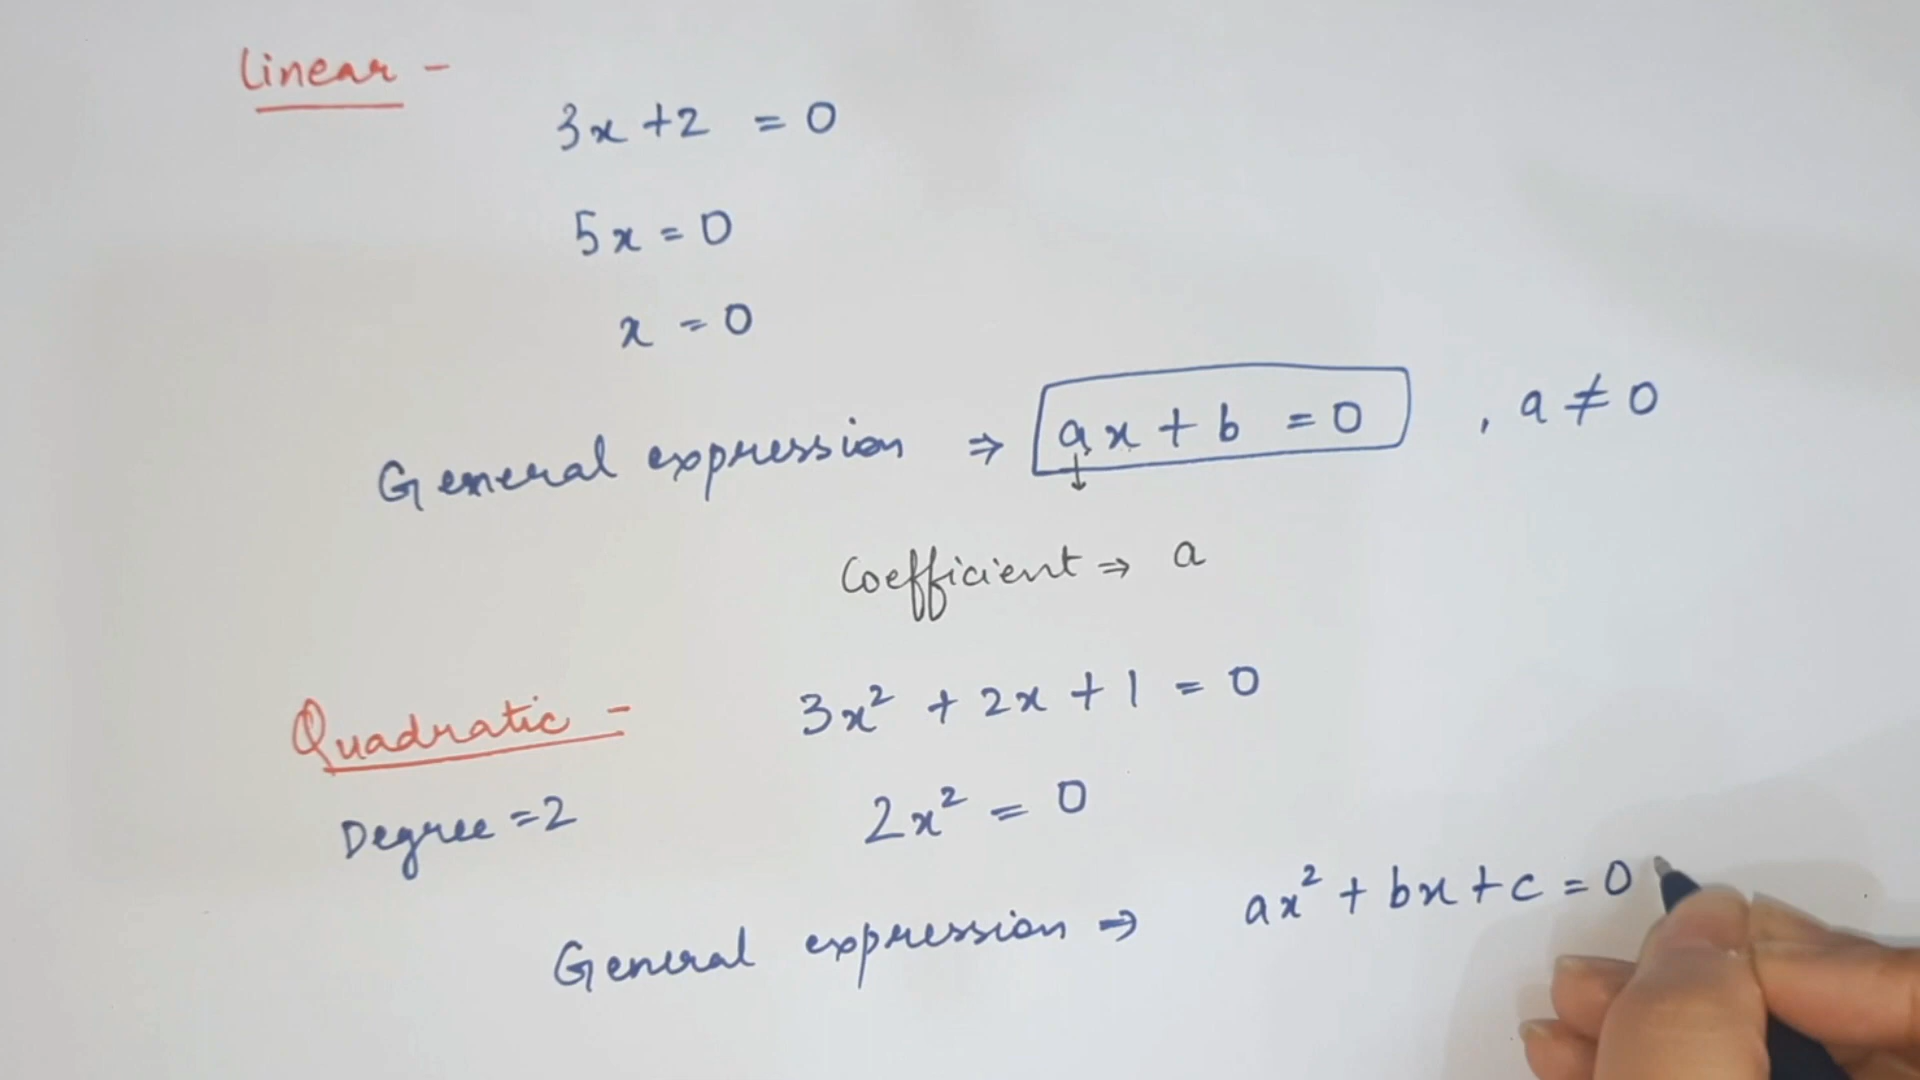 Linear -
3x + 2 = 0
5x = 0
x = 0
General expression ⇒ ax + b = 0 , a ≠ 0
↓
Coefficient ⇒ a
Quadratic - 3x² + 2x + 1 = 0
Degree = 2 2x² = 0
General expression → ax² + bx + c = 0